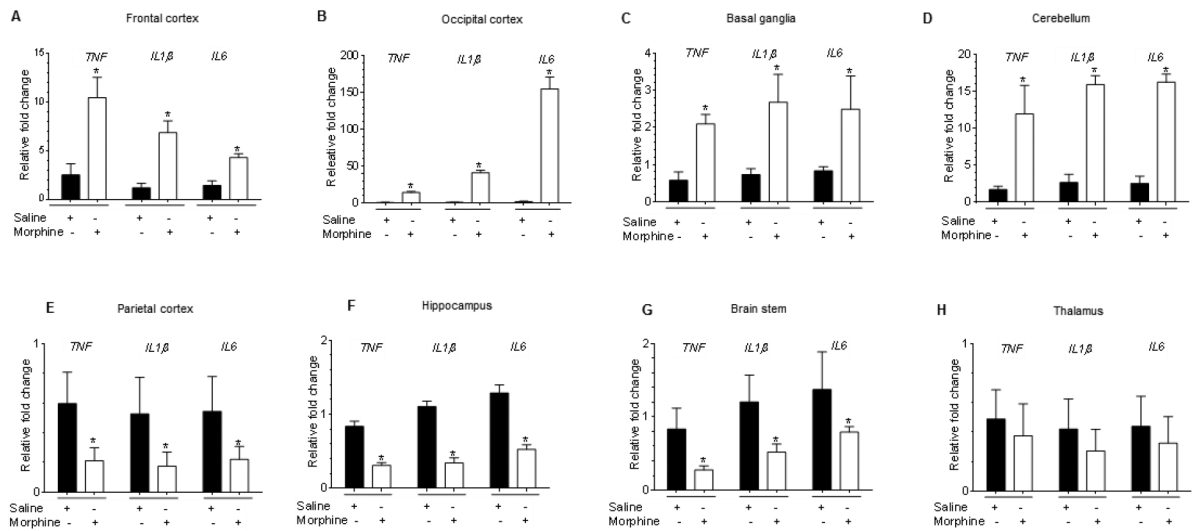 A Frontal cortex
Relative fold change
15
10
5
0
TNF IL1β IL6
* * *
Saline + - + - + -
Morphine - + - + - +
B Occipital cortex
Releative fold change
200
150
100
50
0
TNF IL1β IL6
* * *
Saline + - + - + -
Morphine - + - + - +
C Basal ganglia
Relative fold change
4
3
2
1
0
TNF IL1β IL6
* * *
Saline + - + - + -
Morphine - + - + - +
D Cerebellum
Relative fold change
20
15
10
5
0
TNF IL1β IL6
* * *
Saline + - + - + -
Morphine - + - + - +
E Parietal cortex
Relative fold change
1
0
TNF IL1β IL6
* * *
Saline + - + - + -
Morphine - + - + - +
F Hippocampus
Relative fold change
2
1
0
TNF IL1β IL6
* * *
Saline + - + - + -
Morphine - + - + - +
G Brain stem
Relative fold change
2
1
0
TNF IL1β IL6
* * *
Saline + - + - + -
Morphine - + - + - +
H Thalamus
Relative fold change
1
0
TNF IL1β IL6
Saline + - + - + -
Morphine - + - + - +